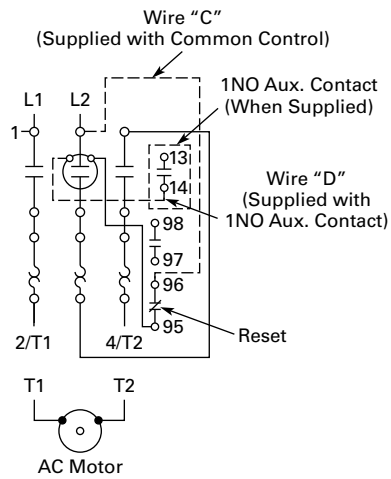 Wire “C”
(Supplied with Common Control)
1NO Aux. Contact
(When Supplied)
L1
L2
1
13
14
Wire “D”
(Supplied with
1NO Aux. Contact)
98
97
96
95
Reset
2/T1
4/T2
T1
T2
AC Motor